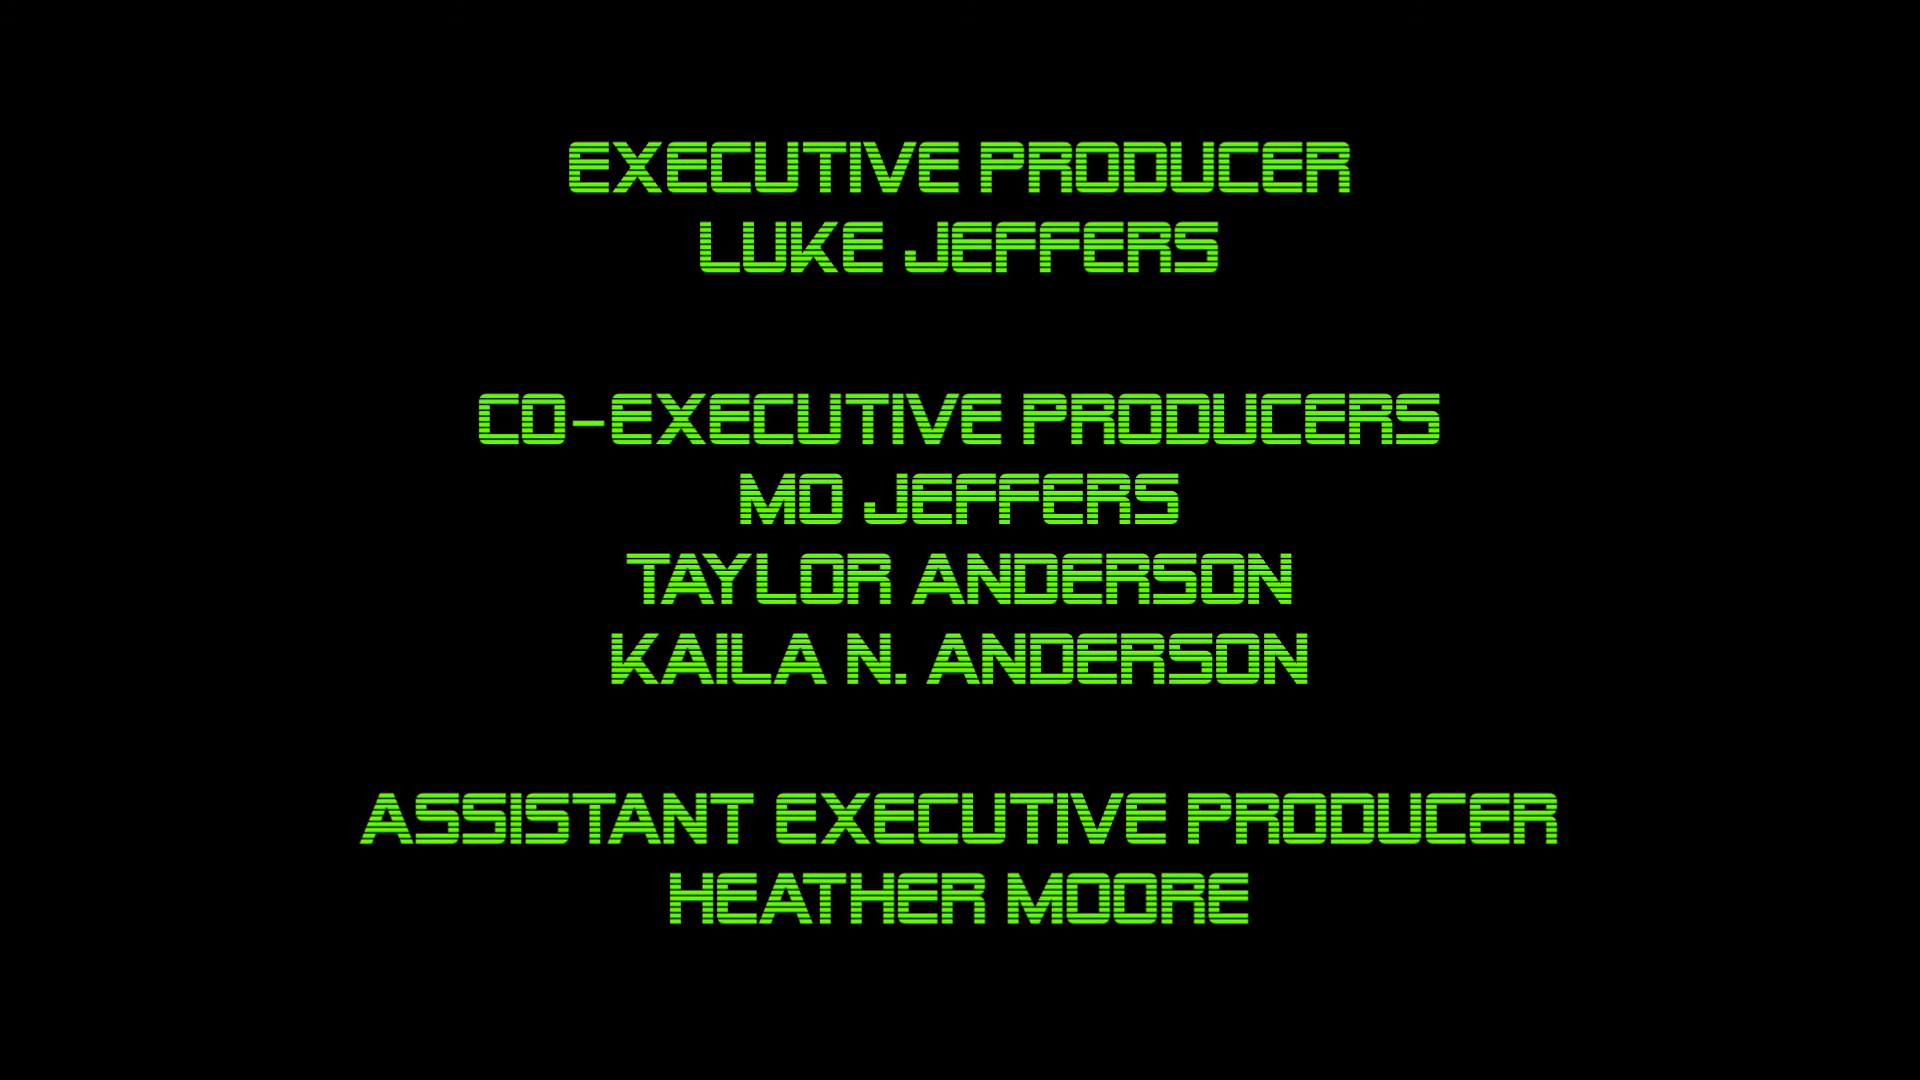 EXECUTIVE PRODUCER
LUKE JEFFERS
CO-EXECUTIVE PRODUCERS
MO JEFFERS
TAYLOR ANDERSON
KAILA N. ANDERSON
ASSISTANT EXECUTIVE PRODUCER
HEATHER MOORE